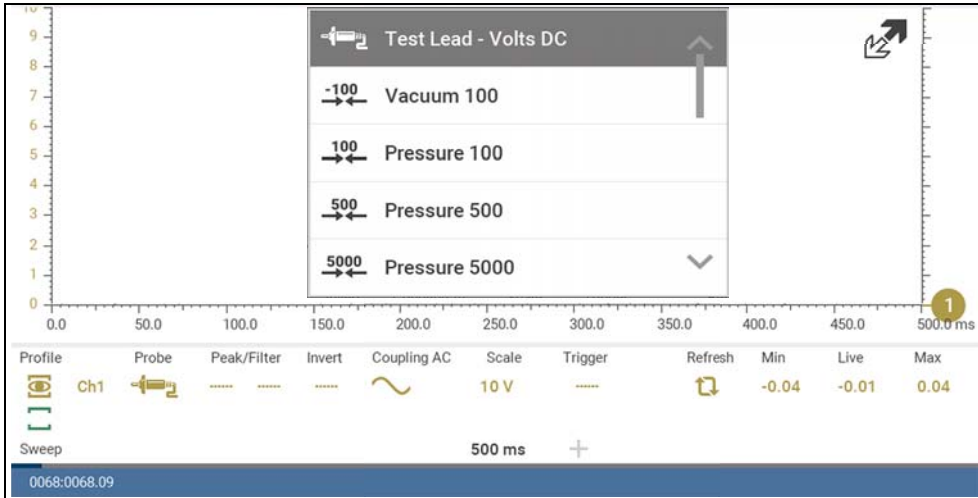 10
9
8
7
6
5
4
3
2
1
0
Test Lead - Volts DC
-100 Vacuum 100
100 Pressure 100
500 Pressure 500
5000 Pressure 5000
1
0.0 50.0 100.0 150.0 200.0 250.0 300.0 350.0 400.0 450.0 500.0 ms
Profile Probe Peak/Filter Invert Coupling AC Scale Trigger Refresh Min Live Max
Ch1 ------ ------ ------ 10 V ------ -0.04 -0.01 0.04
Sweep 500 ms +
0068:0068.09